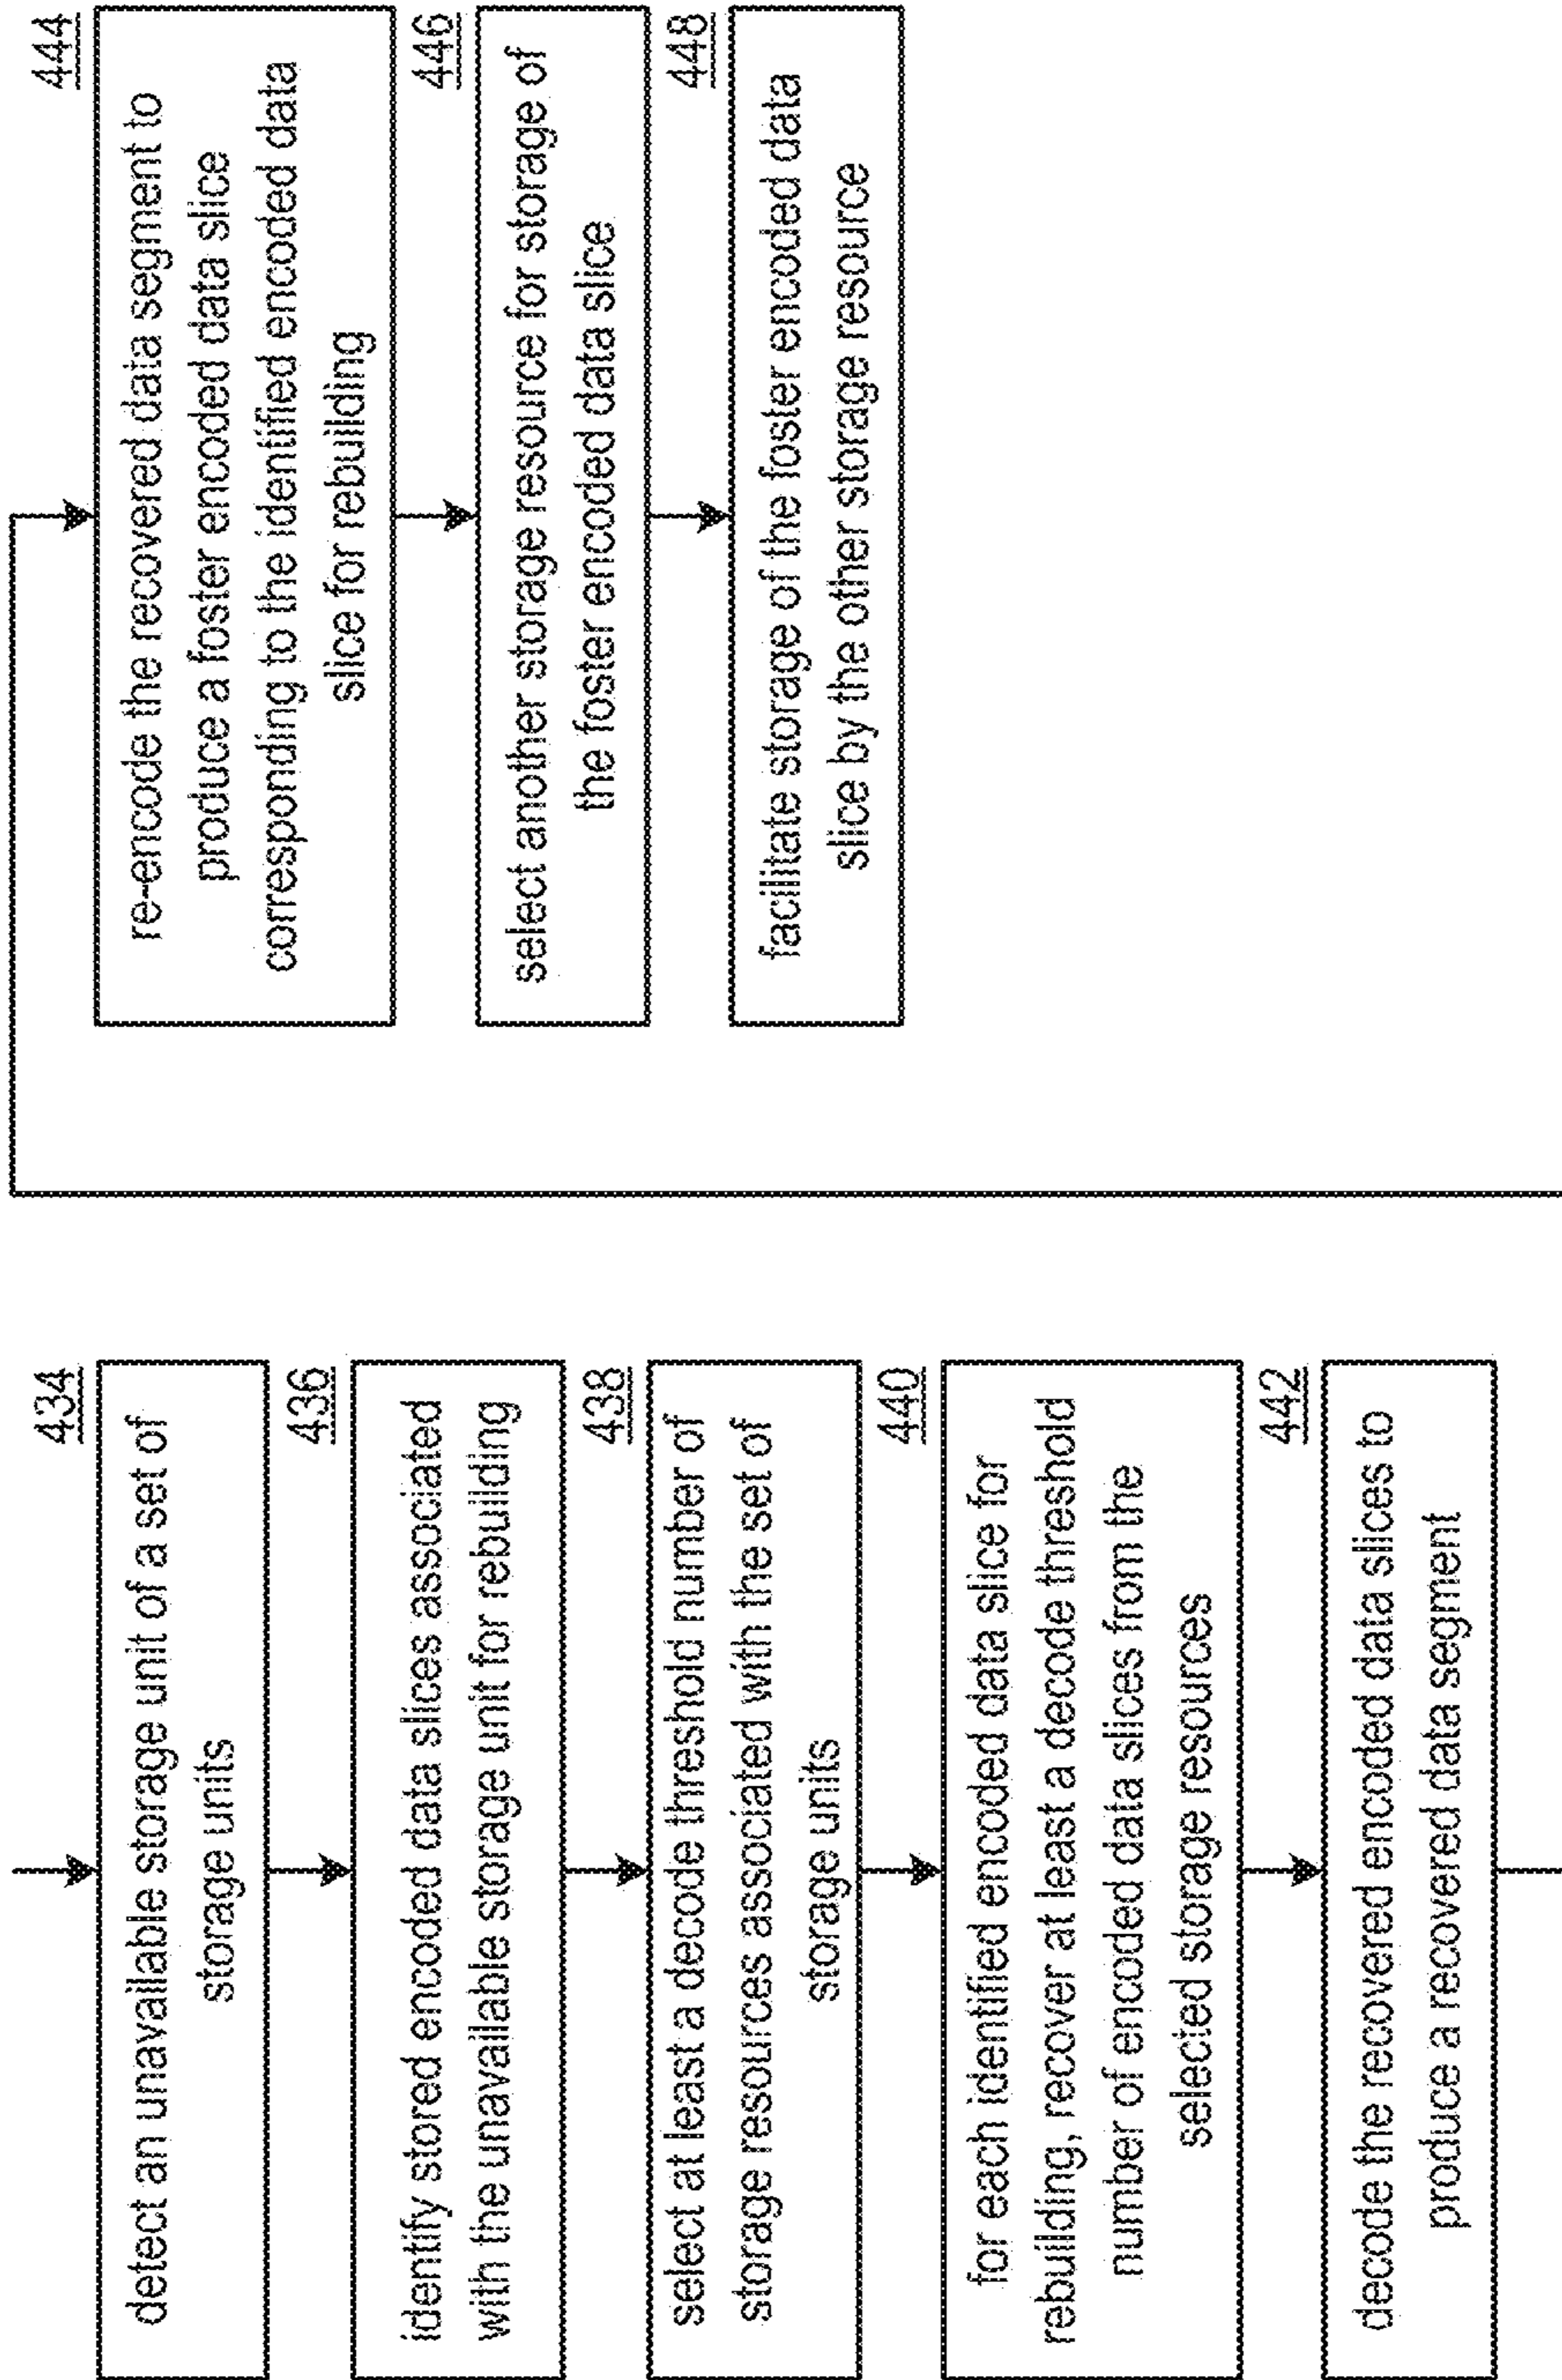 434
detect an unavailable storage unit of a set of
storage units
436
identify stored encoded data slices associated
with the unavailable storage unit for rebuilding
438
select at least a decode threshold number of
storage resources associated with the set of
storage units
440
for each identified encoded data slice for
rebuilding, recover at least a decode threshold
number of encoded data slices from the
selected storage resources
442
decode the recovered encoded data slices to
produce a recovered data segment
444
re-encode the recovered data segment to
produce a foster encoded data slice
corresponding to the identified encoded data
slice for rebuilding
446
select another storage resource for storage of
the foster encoded data slice
448
facilitate storage of the foster encoded data
slice by the other storage resource